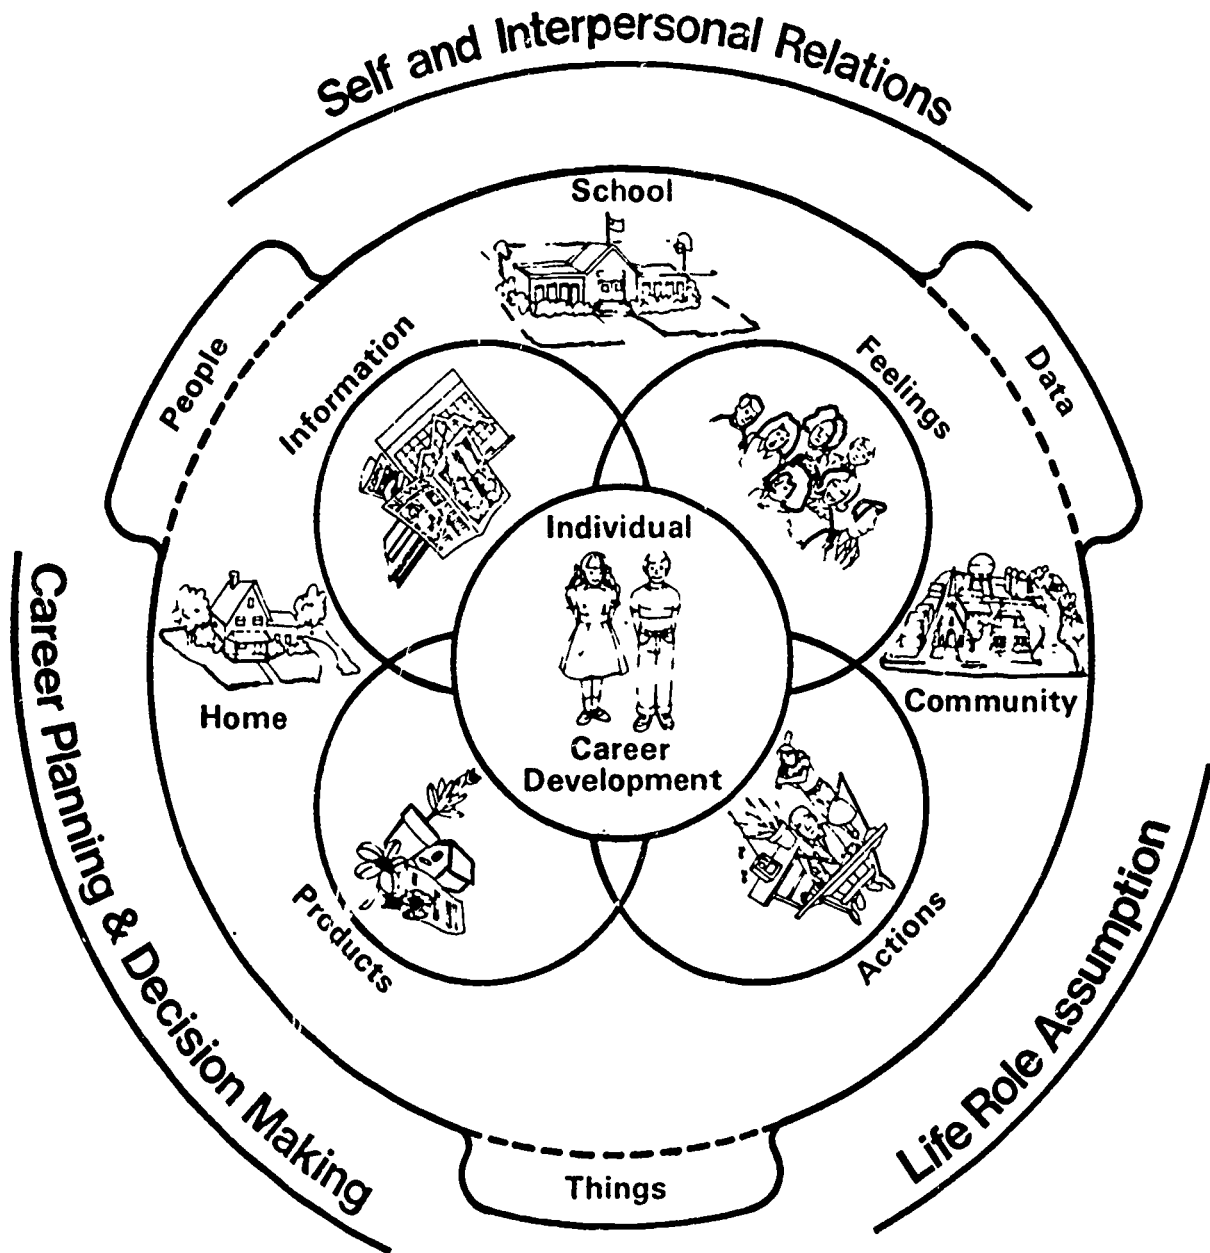 Self and Interpersonal Relations
School
People
Information
Feelings
Data
Individual
Home
Community
Career
Development
Products
Actions
Things
Career Planning & Decision Making
Life Role Assumption